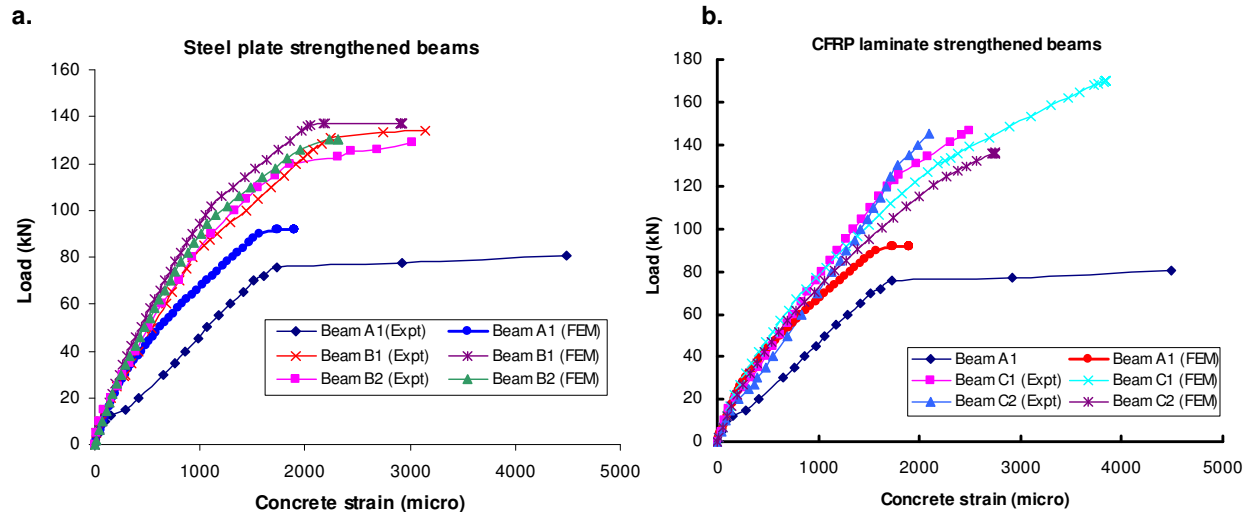 a.
Steel plate strengthened beams
160
140
120
100
80
60
40
20
0
Load (kN)
0 1000 2000 3000 4000 5000
Concrete strain (micro)
Beam A1(Expt) Beam A1 (FEM)
Beam B1 (Expt) Beam B1 (FEM)
Beam B2 (Expt) Beam B2 (FEM)
b.
CFRP laminate strengthened beams
180
160
140
120
100
80
60
40
20
0
Load (kN)
0 1000 2000 3000 4000 5000
Concrete strain (micro)
Beam A1 Beam A1 (FEM)
Beam C1 (Expt) Beam C1 (FEM)
Beam C2 (Expt) Beam C2 (FEM)